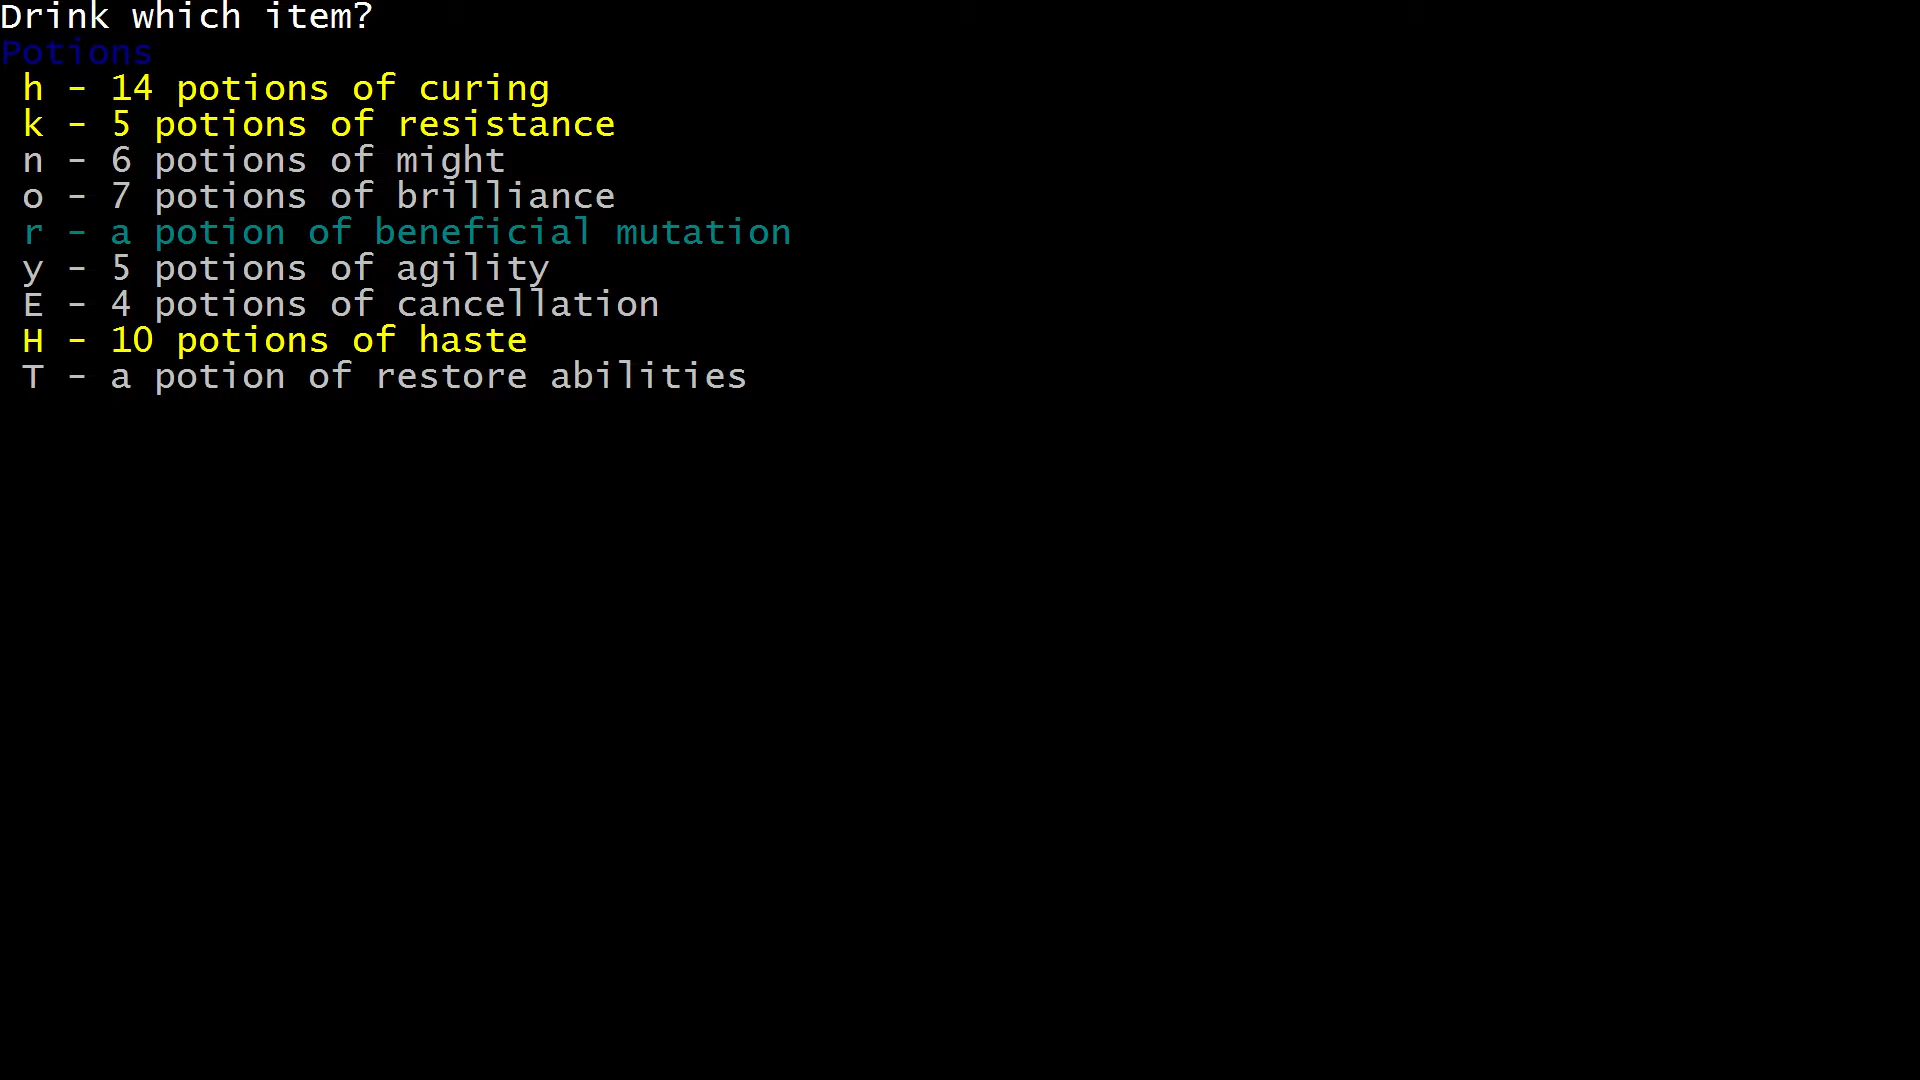 Drink which item?
Potions
h - 14 potions of curing
k - 5 potions of resistance
n - 6 potions of might
o - 7 potions of brilliance
r - a potion of beneficial mutation
y - 5 potions of agility
E - 4 potions of cancellation
H - 10 potions of haste
T - a potion of restore abilities